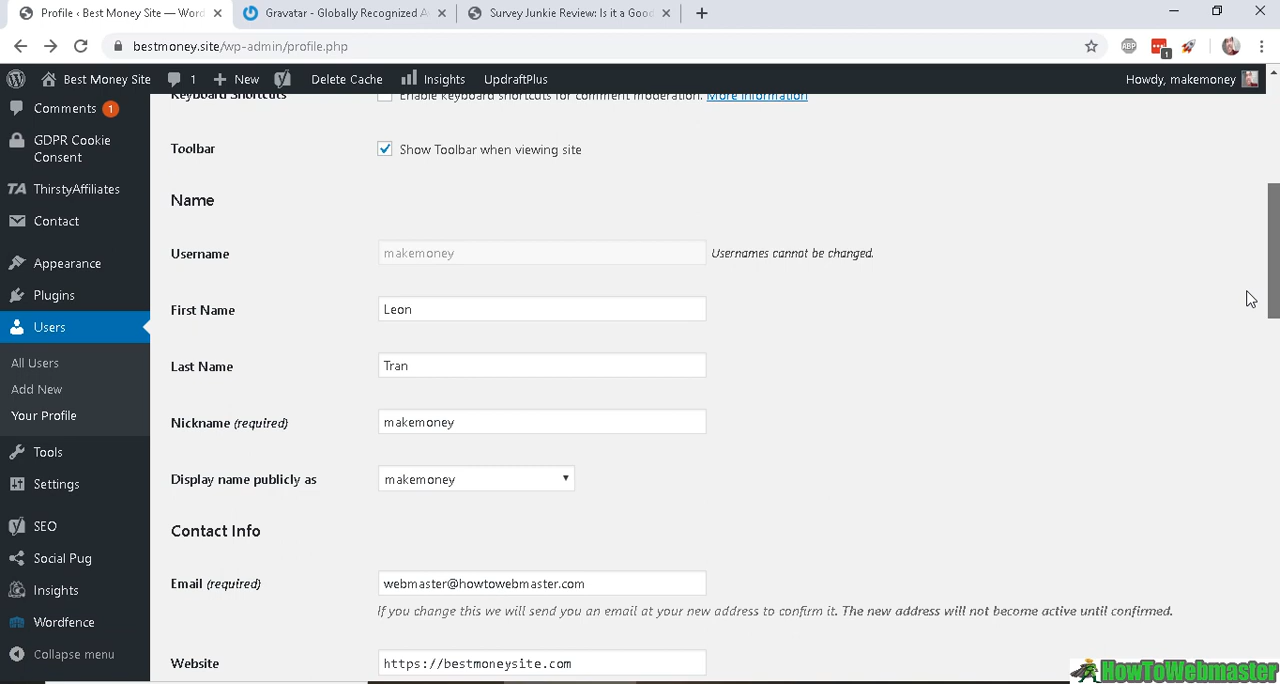 Profile ‹ Best Money Site — Word
Gravatar - Globally Recognized A
Survey Junkie Review: Is it a Good
bestmoney.site/wp-admin/profile.php
ABP
1
Best Money Site
1
New
Delete Cache
Insights
UpdraftPlus
Howdy, makemoney
Comments 1
GDPR Cookie
Consent
TA ThirstyAffiliates
Contact
Appearance
Plugins
Users
All Users
Add New
Your Profile
Tools
Settings
SEO
Social Pug
Insights
Wordfence
Collapse menu
Keyboard Shortcuts
Enable keyboard shortcuts for comment moderation. More information
Toolbar
Show Toolbar when viewing site
Name
Username
makemoney
Usernames cannot be changed.
First Name
Leon
Last Name
Tran
Nickname (required)
makemoney
Display name publicly as
makemoney
Contact Info
Email (required)
webmaster@howtowebmaster.com
If you change this we will send you an email at your new address to confirm it. The new address will not become active until confirmed.
Website
https://bestmoneysite.com
HowToWebmaster